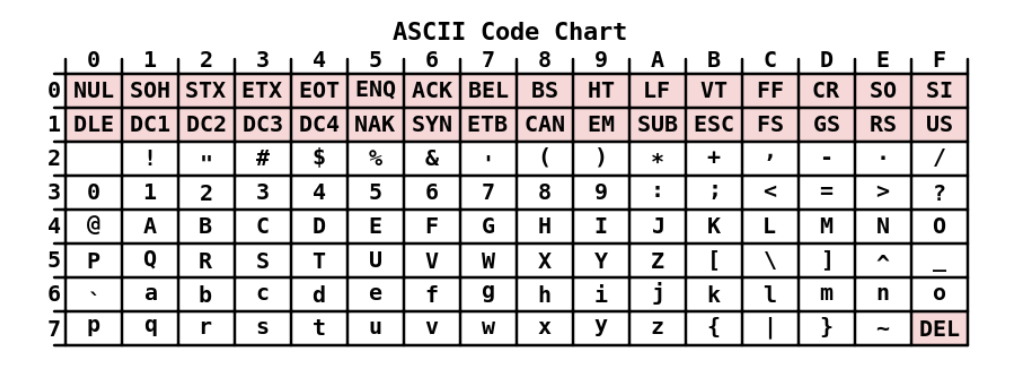 ASCII Code Chart
0 1 2 3 4 5 6 7 8 9 A B C D E F
0 NUL SOH STX ETX EOT ENQ ACK BEL BS HT LF VT FF CR SO SI
1 DLE DC1 DC2 DC3 DC4 NAK SYN ETB CAN EM SUB ESC FS GS RS US
2 ! " # $ % & ' ( ) * + , - . /
3 0 1 2 3 4 5 6 7 8 9 : ; < = > ?
4 @ A B C D E F G H I J K L M N O
5 P Q R S T U V W X Y Z [ \ ] ^ _
6 ` a b c d e f g h i j k l m n o
7 p q r s t u v w x y z { | } ~ DEL